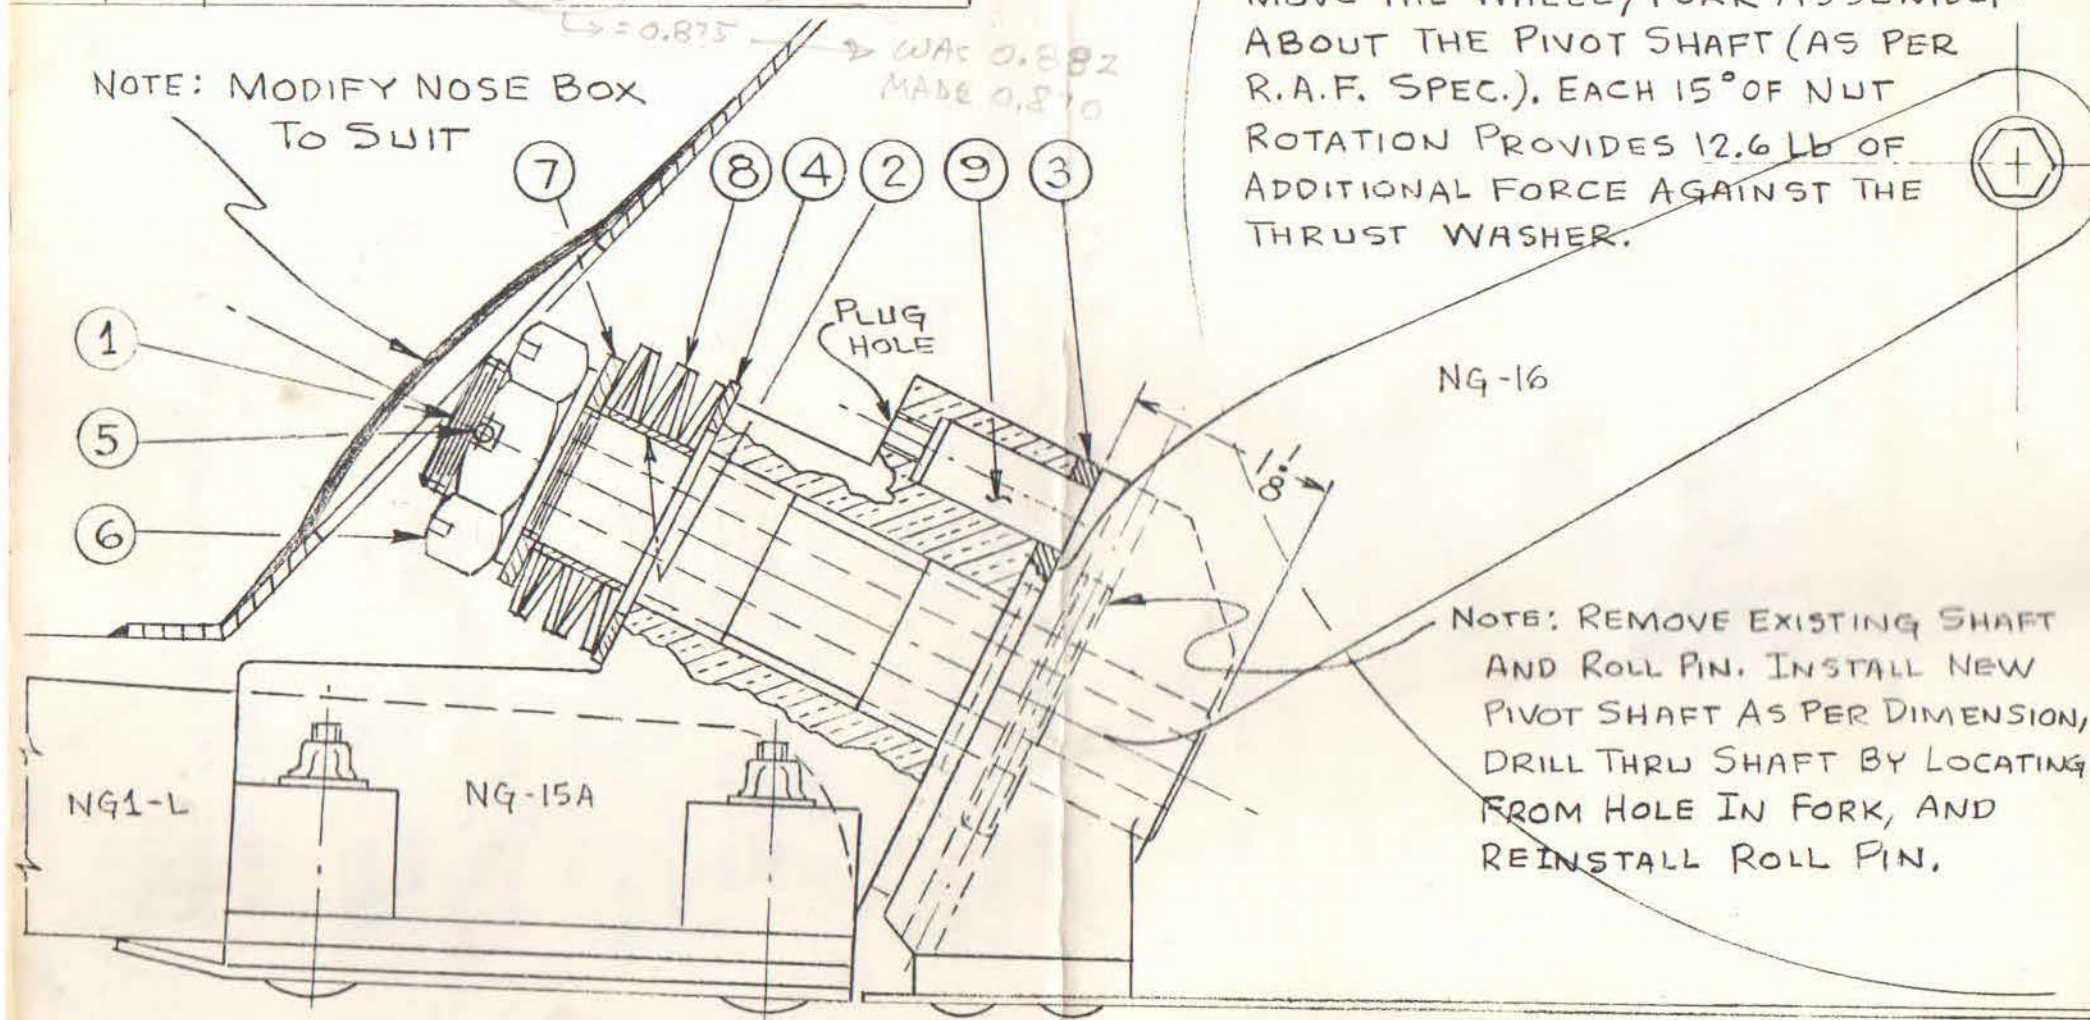 = 0.875
WAS 0.882
MADE
NOTE: MODIFY NOSE BOX
TO SUIT
ABOUT THE PIVOT SHAFT (AS PER
R.A.F. SPEC.). EACH 15° OF NUT
ROTATION PROVIDES 12.6 Lb OF
ADDITIONAL FORCE AGAINST THE
THRUST WASHER.
7
8
4
2
9
3
1
5
6
PLUG
HOLE
NG-16
1/8
NOTE: REMOVE EXISTING SHAFT
AND ROLL PIN. INSTALL NEW
PIVOT SHAFT AS PER DIMENSION,
DRILL THRU SHAFT BY LOCATING
FROM HOLE IN FORK, AND
REINSTALL ROLL PIN.
NG1-L
NG-15A